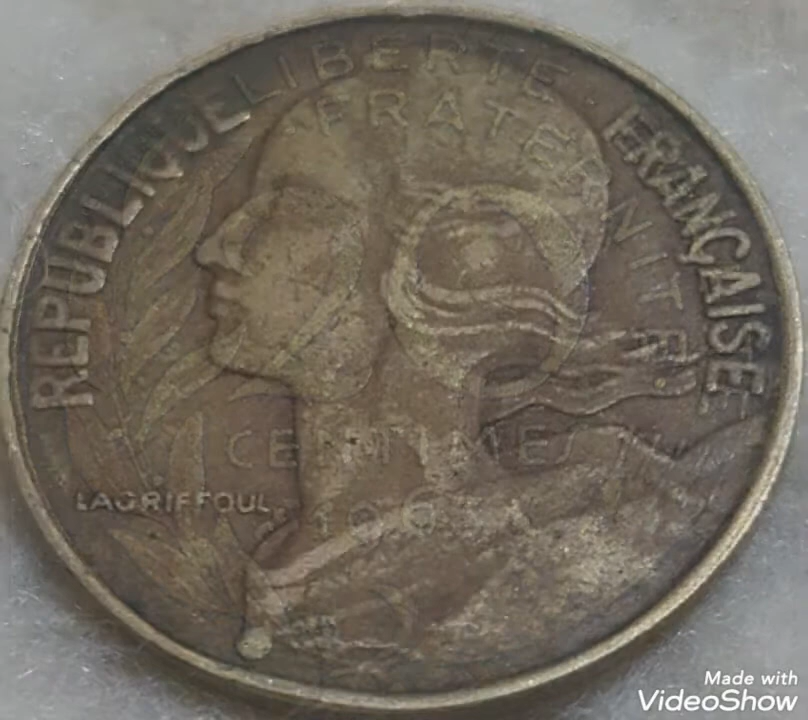 REPUBLIQUE FRANÇAISE
LIBERTE
FRATERNITE
CENTIMES
LAGRIFFOUL
Made with
VideoShow